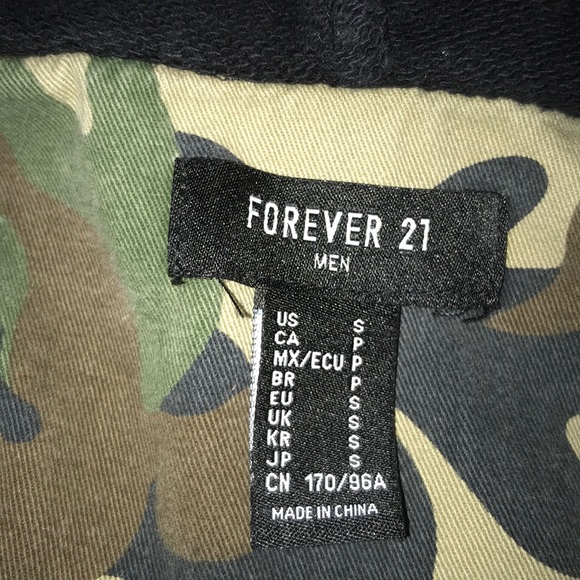 FOREVER 21
MEN
US S
CA P
MX/ECU P
BR P
EU S
UK S
KR S
JP S
CN 170/96A
MADE IN CHINA